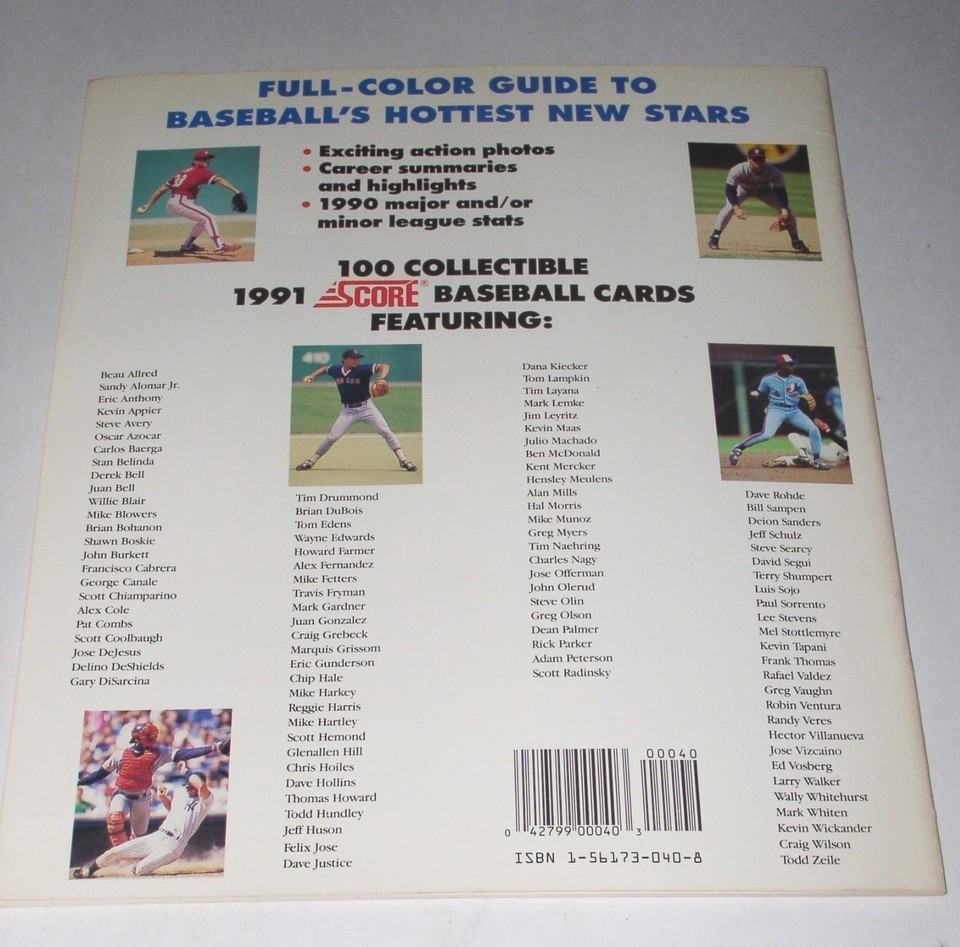 FULL-COLOR GUIDE TO
BASEBALL'S HOTTEST NEW STARS
• Exciting action photos
• Career summaries
and highlights
• 1990 major and/or
minor league stats
100 COLLECTIBLE
1991 SCORE® BASEBALL CARDS
FEATURING:
Beau Allred
Sandy Alomar Jr.
Eric Anthony
Kevin Appier
Steve Avery
Oscar Azocar
Carlos Baerga
Stan Belinda
Derek Bell
Juan Bell
Willie Blair
Mike Blowers
Brian Bohanon
Shawn Boskie
John Burkett
Francisco Cabrera
George Canale
Scott Chiamparino
Alex Cole
Pat Combs
Scott Coolbaugh
Jose DeJesus
Delino DeShields
Gary DiSarcina
410
RED SOX
Tim Drummond
Brian DuBois
Tom Edens
Wayne Edwards
Howard Farmer
Alex Fernandez
Mike Fetters
Travis Fryman
Mark Gardner
Juan Gonzalez
Craig Grebeck
Marquis Grissom
Eric Gunderson
Chip Hale
Mike Harkey
Reggie Harris
Mike Hartley
Scott Hemond
Glenallen Hill
Chris Hoiles
Dave Hollins
Thomas Howard
Todd Hundley
Jeff Huson
Felix Jose
Dave Justice
Dana Kiecker
Tom Lampkin
Tim Layana
Mark Lemke
Jim Leyritz
Kevin Maas
Julio Machado
Ben McDonald
Kent Mercker
Hensley Meulens
Alan Mills
Hal Morris
Mike Munoz
Greg Myers
Tim Naehring
Charles Nagy
Jose Offerman
John Olerud
Steve Olin
Greg Olson
Dean Palmer
Rick Parker
Adam Peterson
Scott Radinsky
Dave Rohde
Bill Sampen
Deion Sanders
Jeff Schulz
Steve Searcy
David Segui
Terry Shumpert
Luis Sojo
Paul Sorrento
Lee Stevens
Mel Stottlemyre
Kevin Tapani
Frank Thomas
Rafael Valdez
Greg Vaughn
Robin Ventura
Randy Veres
Hector Villanueva
Jose Vizcaino
Ed Vosberg
Larry Walker
Wally Whitehurst
Mark Whiten
Kevin Wickander
Craig Wilson
Todd Zeile
00040
0 42799 00040 3
ISBN 1-56173-040-8